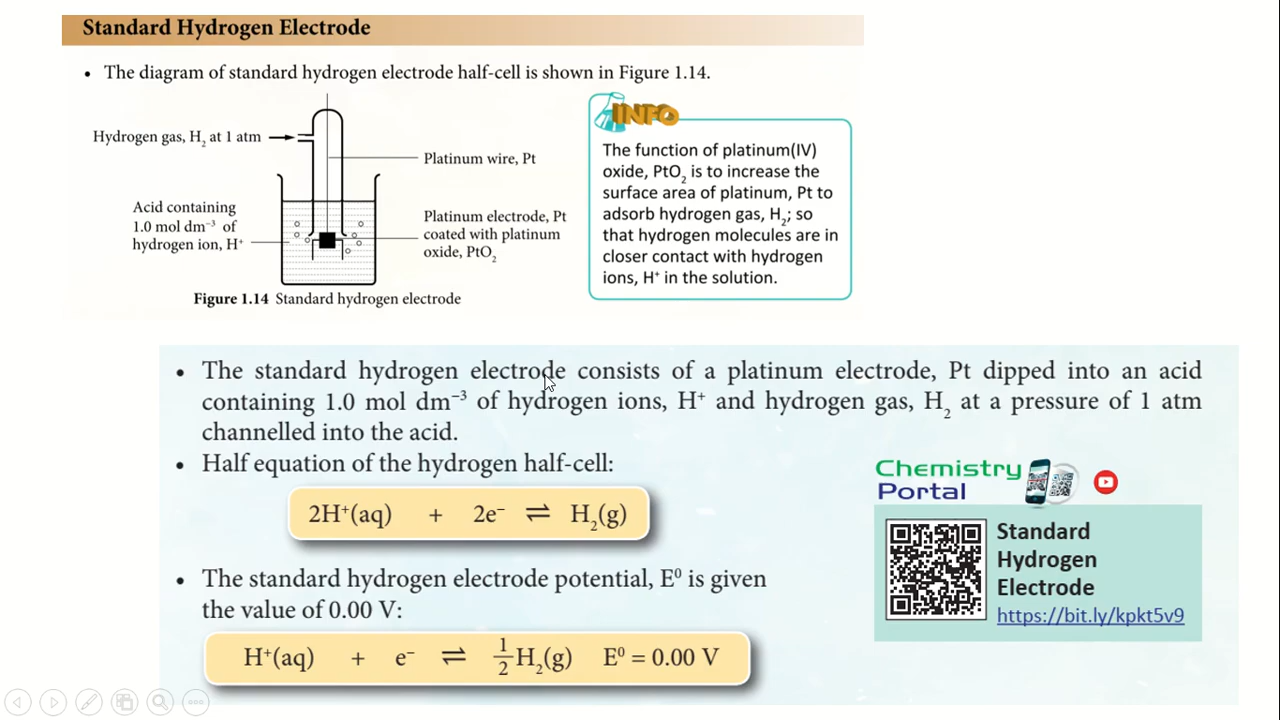 Standard Hydrogen Electrode
• The diagram of standard hydrogen electrode half-cell is shown in Figure 1.14.
Hydrogen gas, H₂ at 1 atm
Platinum wire, Pt
Acid containing
1.0 mol dm⁻³ of
hydrogen ion, H⁺
Platinum electrode, Pt
coated with platinum
oxide, PtO₂
Figure 1.14 Standard hydrogen electrode
INFO
The function of platinum(IV)
oxide, PtO₂ is to increase the
surface area of platinum, Pt to
adsorb hydrogen gas, H₂; so
that hydrogen molecules are in
closer contact with hydrogen
ions, H⁺ in the solution.
• The standard hydrogen electrode consists of a platinum electrode, Pt dipped into an acid
containing 1.0 mol dm⁻³ of hydrogen ions, H⁺ and hydrogen gas, H₂ at a pressure of 1 atm
channelled into the acid.
• Half equation of the hydrogen half-cell:
2H⁺(aq) + 2e⁻ ⇌ H₂(g)
• The standard hydrogen electrode potential, E⁰ is given
the value of 0.00 V:
H⁺(aq) + e⁻ ⇌ ½H₂(g) E⁰ = 0.00 V
Chemistry
Portal
Standard
Hydrogen
Electrode
https://bit.ly/kpkt5v9